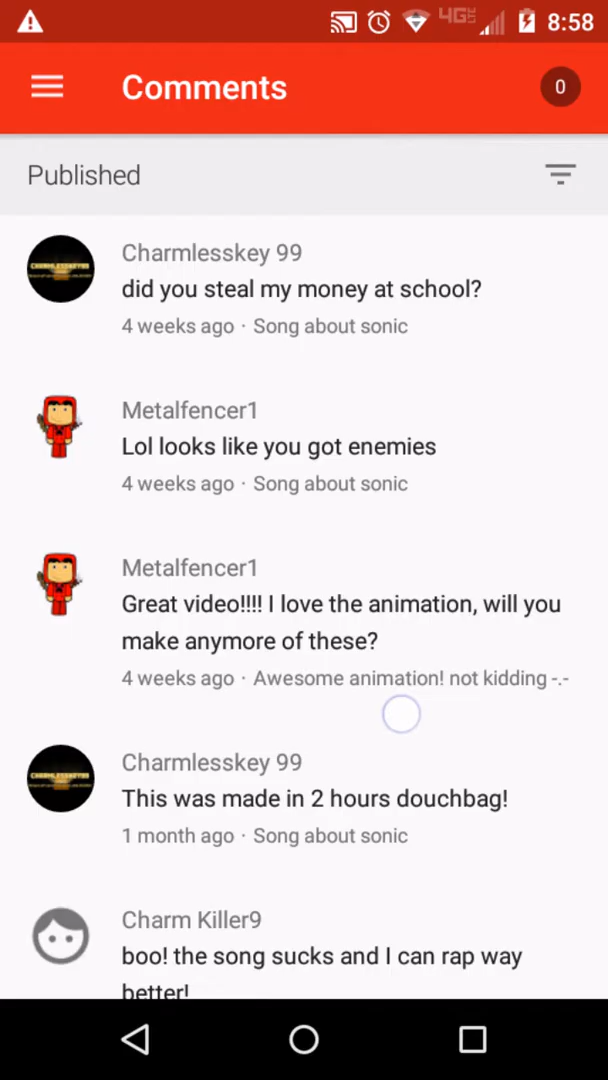 4G LTE 8:58
Comments
0
Published
Charmlesskey 99
did you steal my money at school?
4 weeks ago · Song about sonic
Metalfencer1
Lol looks like you got enemies
4 weeks ago · Song about sonic
Metalfencer1
Great video!!!! I love the animation, will you
make anymore of these?
4 weeks ago · Awesome animation! not kidding -.-
Charmlesskey 99
This was made in 2 hours douchbag!
1 month ago · Song about sonic
Charm Killer9
boo! the song sucks and I can rap way
better!